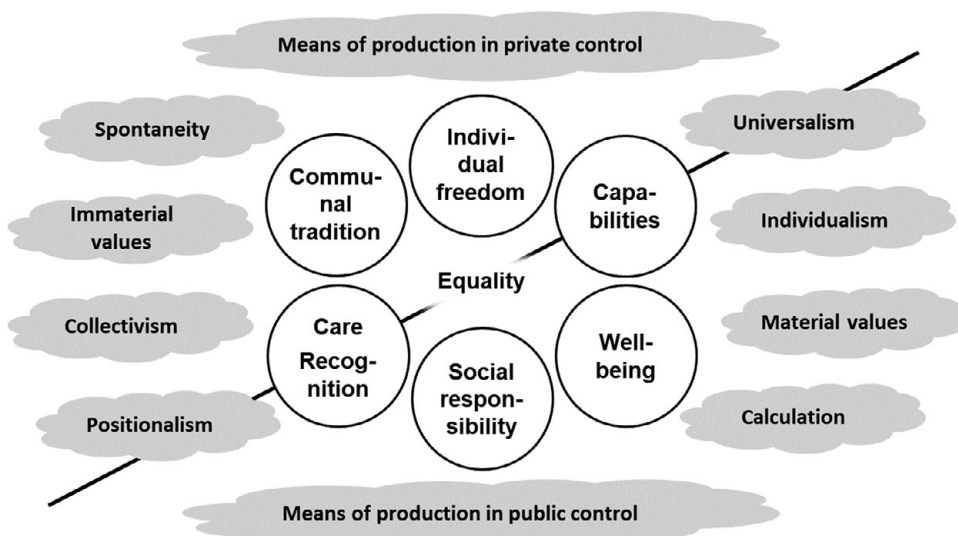 Means of production in private control
Spontaneity
Universalism
Indivi-
dual
freedom
Commu-
nal
tradition
Capa-
bilities
Immaterial
values
Individualism
Equality
Collectivism
Material values
Care
Recog-
nition
Well-
being
Social
respon-
sibility
Positionalism
Calculation
Means of production in public control